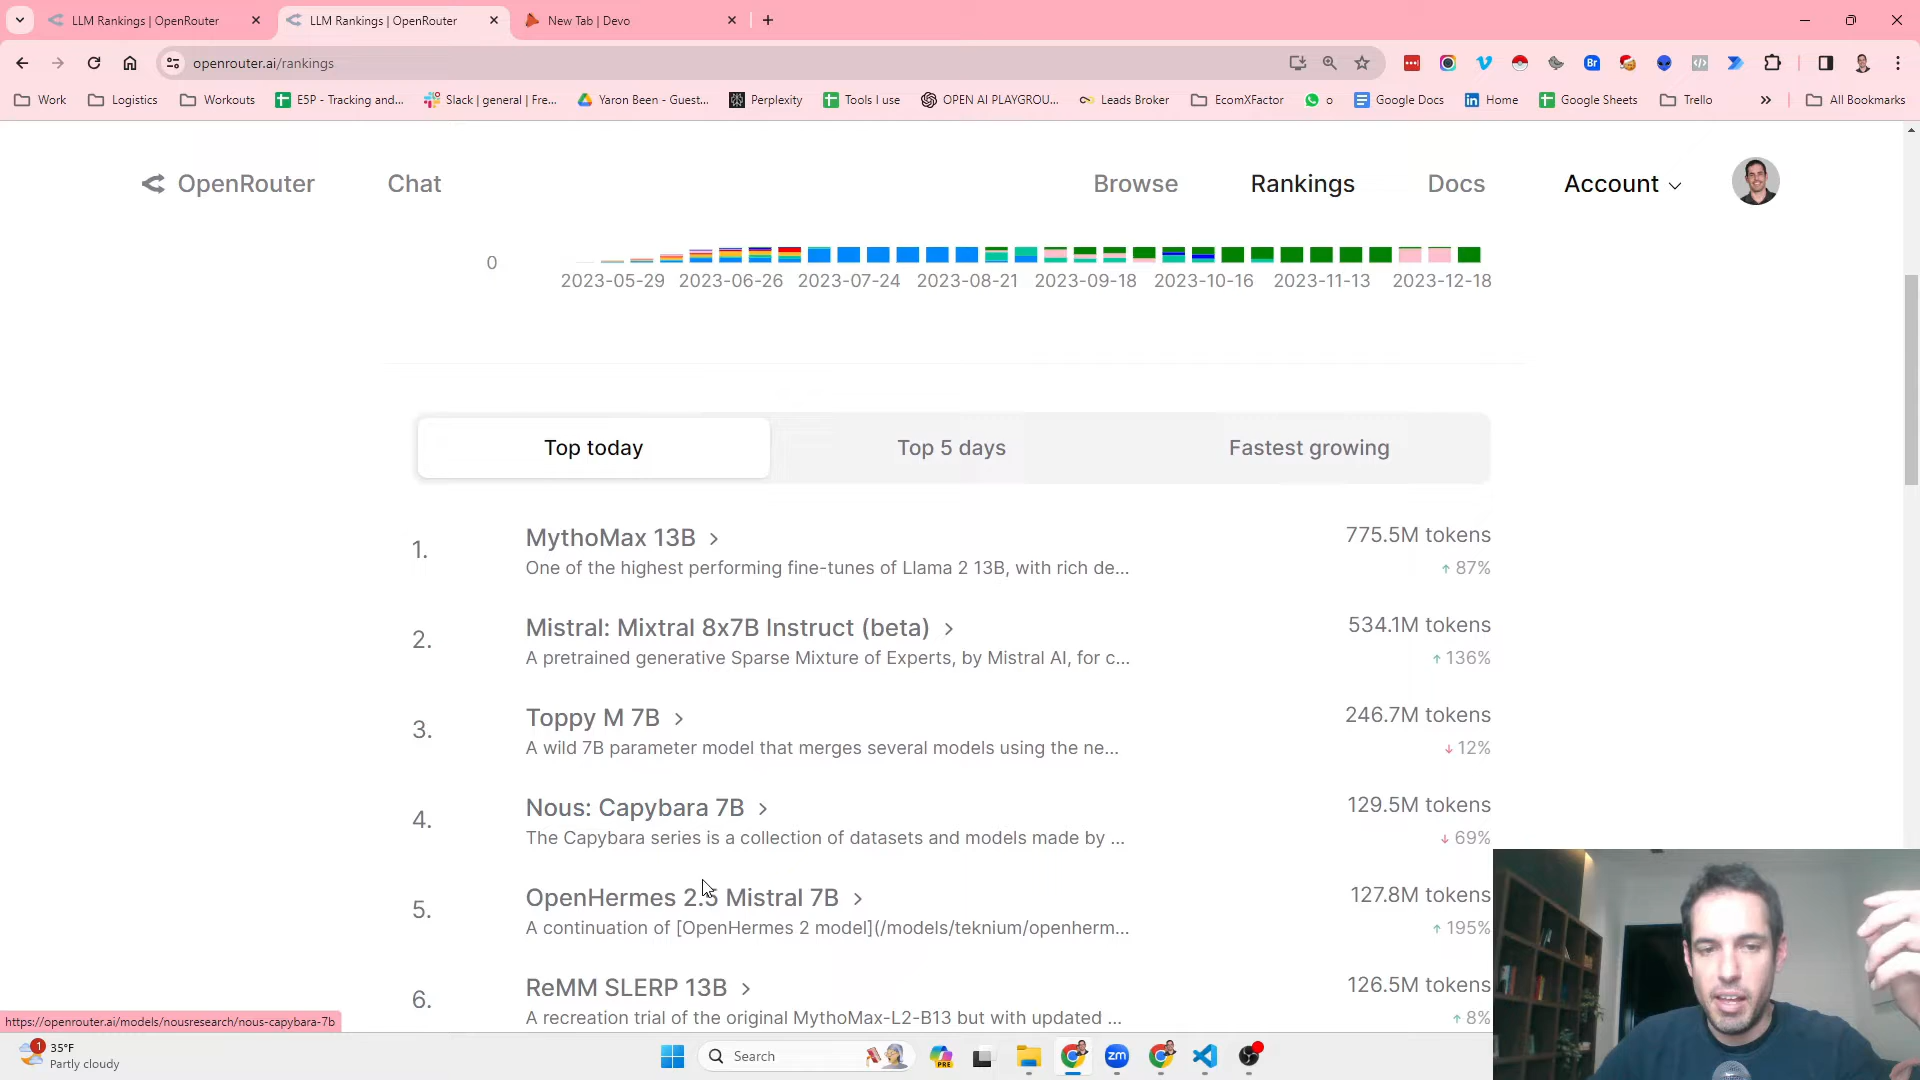 LLM Rankings | OpenRouter
LLM Rankings | OpenRouter
New Tab | Devo
openrouter.ai/rankings
Work
Logistics
Workouts
E5P - Tracking and...
Slack | general | Fre...
Yaron Been - Guest...
Perplexity
Tools I use
OPEN AI PLAYGROU...
Leads Broker
EcomXFactor
o
Google Docs
Home
Google Sheets
Trello
All Bookmarks
OpenRouter
Chat
Browse
Rankings
Docs
Account
0
2023-05-29 2023-06-26 2023-07-24 2023-08-21 2023-09-18 2023-10-16 2023-11-13 2023-12-18
Top today
Top 5 days
Fastest growing
1.
MythoMax 13B
775.5M tokens
One of the highest performing fine-tunes of Llama 2 13B, with rich de...
87%
2.
Mistral: Mixtral 8x7B Instruct (beta)
534.1M tokens
A pretrained generative Sparse Mixture of Experts, by Mistral AI, for c...
136%
3.
Toppy M 7B
246.7M tokens
A wild 7B parameter model that merges several models using the ne...
12%
4.
Nous: Capybara 7B
129.5M tokens
The Capybara series is a collection of datasets and models made by ...
69%
5.
OpenHermes 2.5 Mistral 7B
127.8M tokens
A continuation of [OpenHermes 2 model](/models/teknium/openherm...
195%
6.
ReMM SLERP 13B
126.5M tokens
A recreation trial of the original MythoMax-L2-B13 but with updated ...
8%
https://openrouter.ai/models/nousresearch/nous-capybara-7b
1
35°F
Partly cloudy
Search
PRE
zm